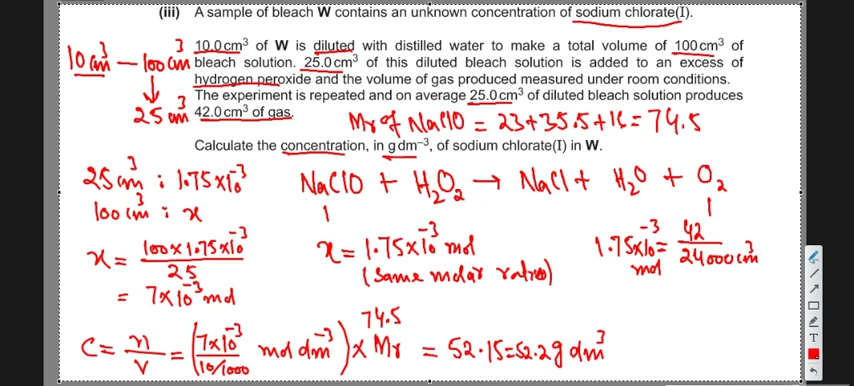 (iii) A sample of bleach W contains an unknown concentration of sodium chlorate(I).
10.0 cm³ of W is diluted with distilled water to make a total volume of 100 cm³ of
bleach solution. 25.0 cm³ of this diluted bleach solution is added to an excess of
hydrogen peroxide and the volume of gas produced measured under room conditions.
The experiment is repeated and on average 25.0 cm³ of diluted bleach solution produces
42.0 cm³ of gas.
10 cm³ — 100 cm³
↓
25 cm³
Mr of NaClO = 23+35.5+16 = 74.5
Calculate the concentration, in g dm⁻³, of sodium chlorate(I) in W.
25 cm³ : 1.75×10⁻³
100 cm³ : x
x = 100×1.75×10⁻³ / 25
= 7×10⁻³ mol
NaClO + H₂O₂ → NaCl + H₂O + O₂
1 1
x = 1.75×10⁻³ mol
(same molar ratio)
1.75×10⁻³ mol = 42 / 24000 cm³
C = n/V = (7×10⁻³ / 10/1000 mol dm⁻³) × Mr = 52.15 = 52.2 g dm³
74.5
T